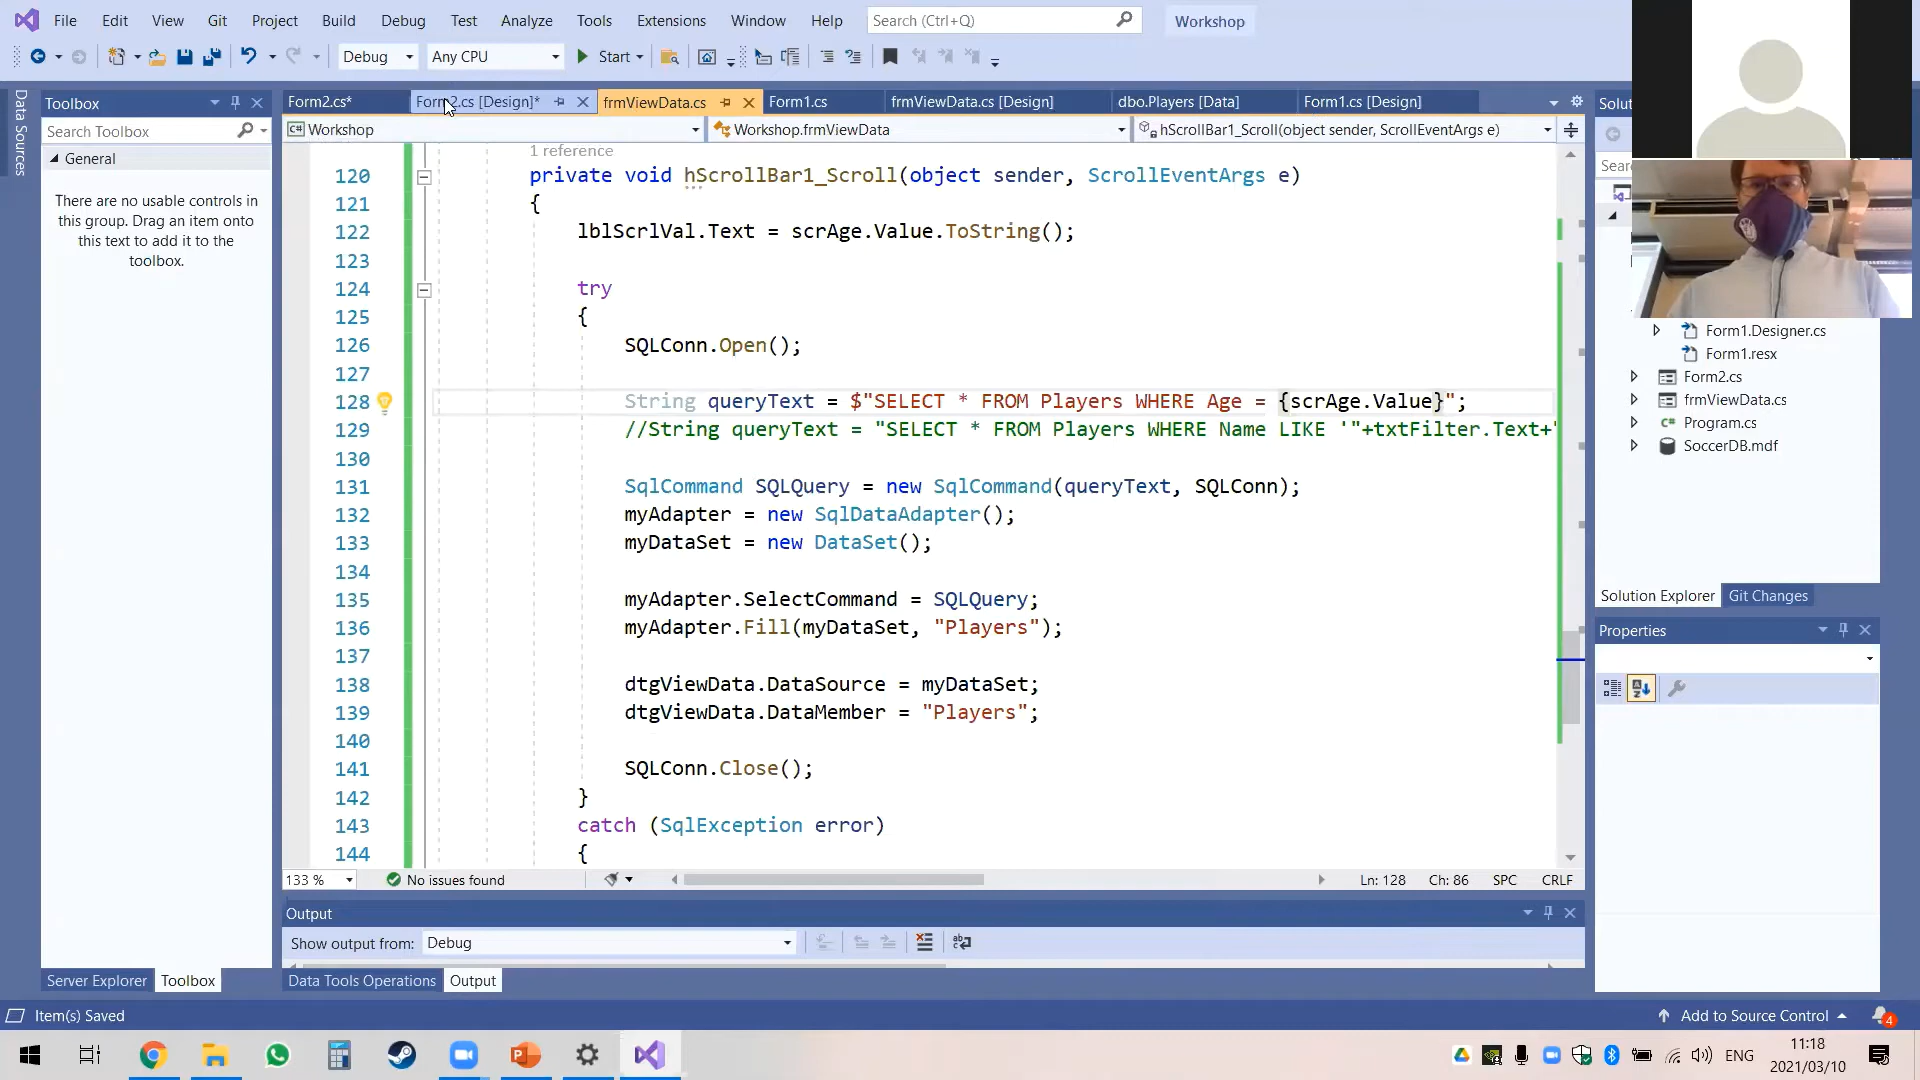 File Edit View Git Project Build Debug Test Analyze Tools Extensions Window Help Search (Ctrl+Q) Workshop
Debug Any CPU Start
Data Sources
Toolbox
Search Toolbox
General
There are no usable controls in
this group. Drag an item onto
this text to add it to the
toolbox.
Server Explorer Toolbox
Form2.cs* Form2.cs [Design]* frmViewData.cs Form1.cs frmViewData.cs [Design] dbo.Players [Data] Form1.cs [Design]
C# Workshop Workshop.frmViewData hScrollBar1_Scroll(object sender, ScrollEventArgs e)
1 reference
120 private void hScrollBar1_Scroll(object sender, ScrollEventArgs e)
121 {
122 lblScrlVal.Text = scrAge.Value.ToString();
123
124 try
125 {
126 SQLConn.Open();
127
128 String queryText = $"SELECT * FROM Players WHERE Age = {scrAge.Value}";
129 //String queryText = "SELECT * FROM Players WHERE Name LIKE '"+txtFilter.Text+"
130
131 SqlCommand SQLQuery = new SqlCommand(queryText, SQLConn);
132 myAdapter = new SqlDataAdapter();
133 myDataSet = new DataSet();
134
135 myAdapter.SelectCommand = SQLQuery;
136 myAdapter.Fill(myDataSet, "Players");
137
138 dtgViewData.DataSource = myDataSet;
139 dtgViewData.DataMember = "Players";
140
141 SQLConn.Close();
142 }
143 catch (SqlException error)
144 {
133 % No issues found Ln: 128 Ch: 86 SPC CRLF
Output
Show output from: Debug
Data Tools Operations Output
Solu
Sear
Form1.Designer.cs
Form1.resx
Form2.cs
frmViewData.cs
C# Program.cs
SoccerDB.mdf
Solution Explorer Git Changes
Properties
Item(s) Saved Add to Source Control 4
ENG 11:18
2021/03/10